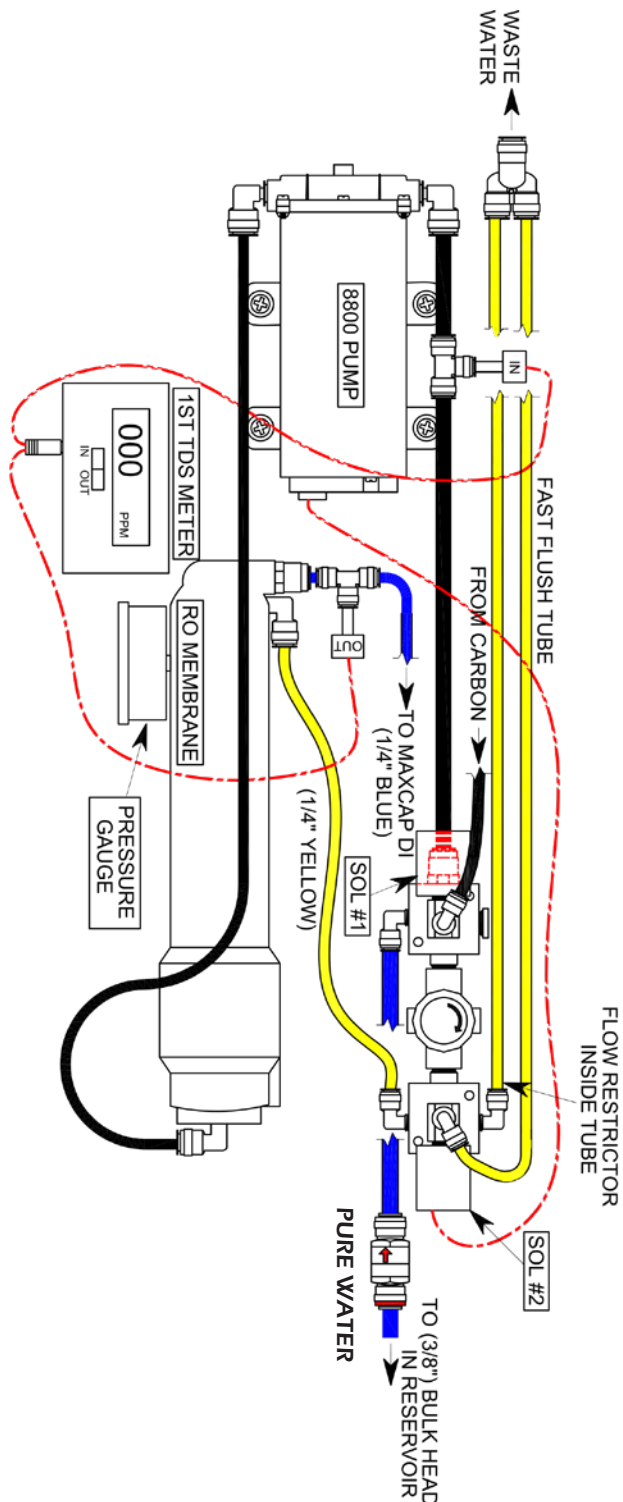 WASTE
WATER
8800 PUMP
IN
1ST TDS METER
000
PPM
IN OUT
FAST FLUSH TUBE
FROM CARBON
RO MEMBRANE
OUT
TO MAXCAP DI
(1/4" BLUE)
PRESSURE
GAUGE
(1/4" YELLOW)
SOL #1
FLOW RESTRICTOR
INSIDE TUBE
SOL #2
PURE WATER
TO (3/8") BULK HEAD
IN RESERVOIR